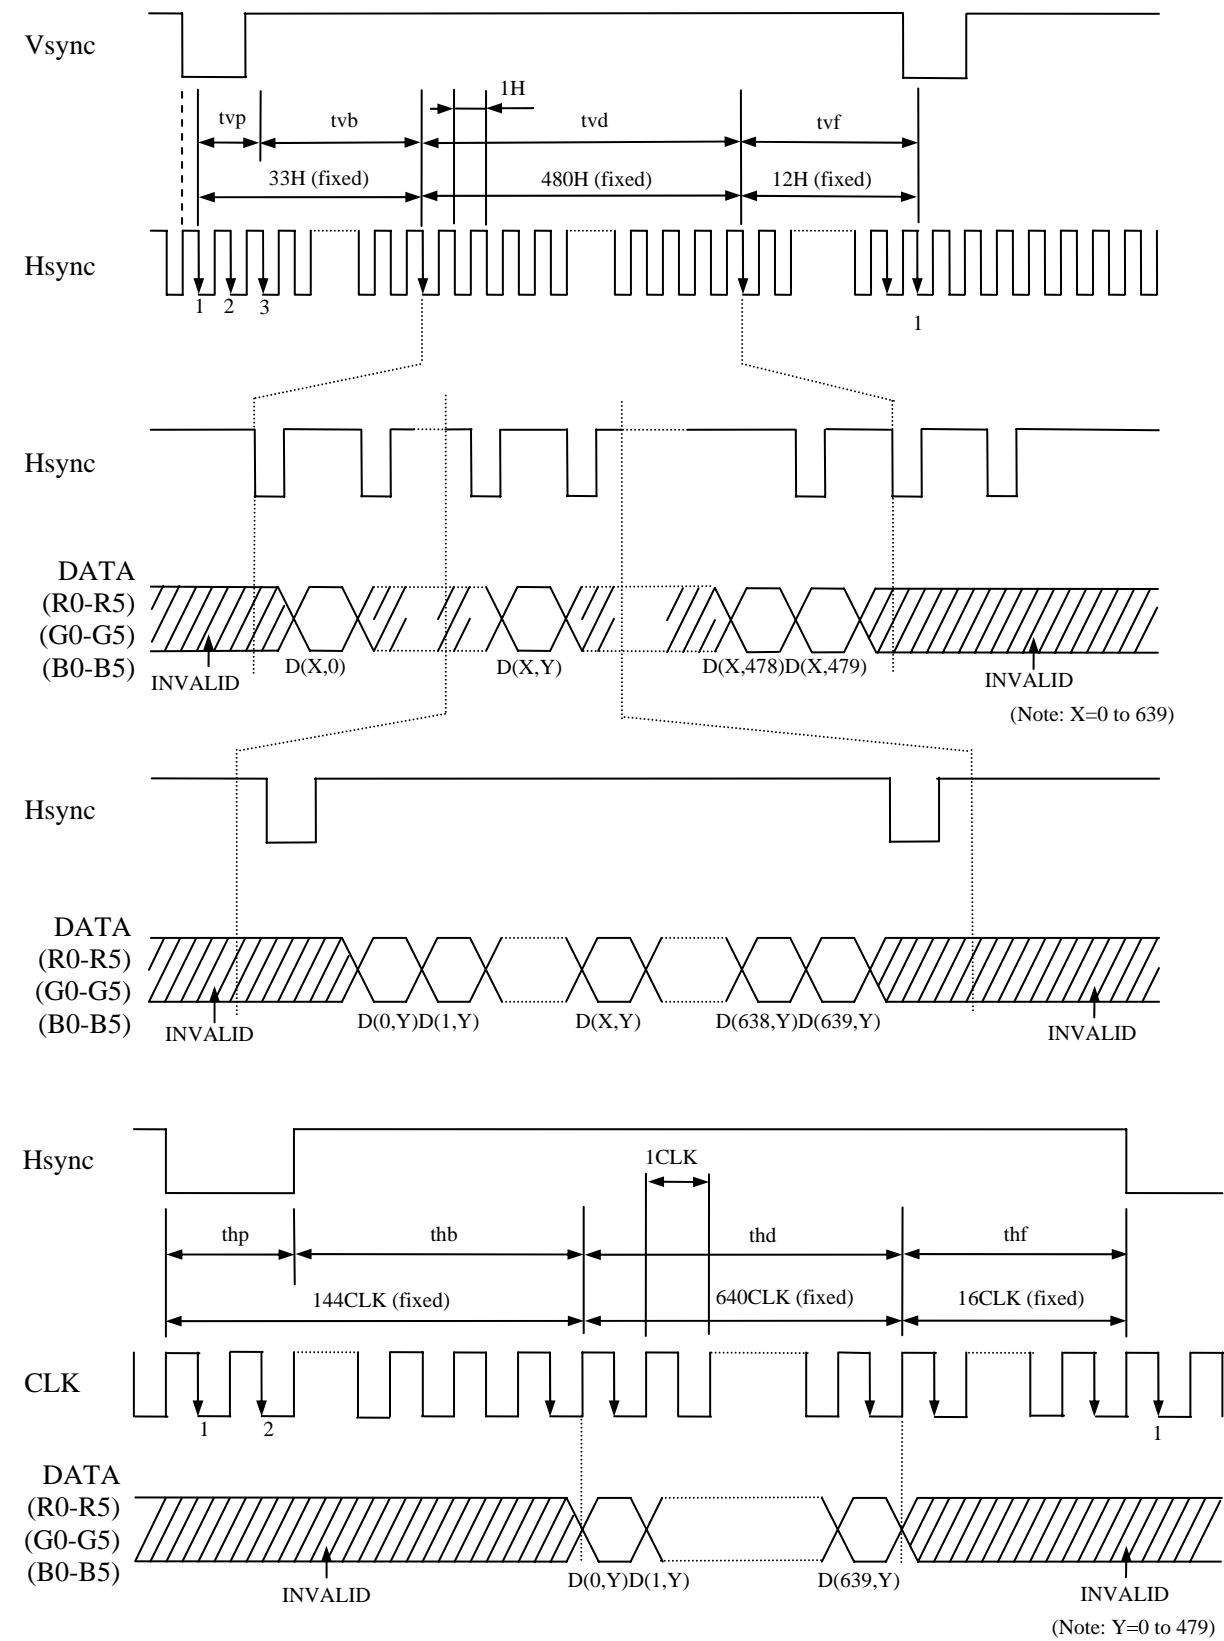 Vsync
1H
tvp tvb tvd tvf
33H (fixed) 480H (fixed) 12H (fixed)
Hsync
1 2 3 1
Hsync
DATA
(R0-R5)
(G0-G5)
(B0-B5)
D(X,0) D(X,Y) D(X,478)D(X,479)
INVALID INVALID
(Note: X=0 to 639)
Hsync
DATA
(R0-R5)
(G0-G5)
(B0-B5)
D(0,Y)D(1,Y) D(X,Y) D(638,Y)D(639,Y)
INVALID INVALID
Hsync
1CLK
thp thb thd thf
144CLK (fixed) 640CLK (fixed) 16CLK (fixed)
CLK
1 2 1
DATA
(R0-R5)
(G0-G5)
(B0-B5)
D(0,Y)D(1,Y) D(639,Y)
INVALID INVALID
(Note: Y=0 to 479)